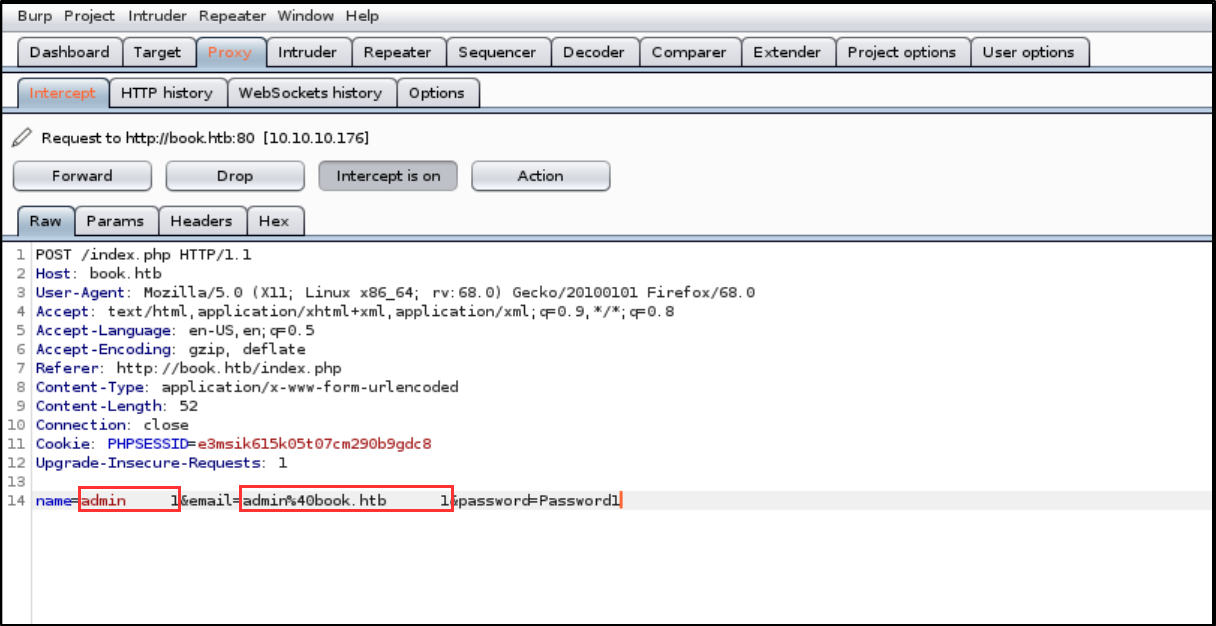 Burp Project Intruder Repeater Window Help
Dashboard Target Proxy Intruder Repeater Sequencer Decoder Comparer Extender Project options User options
Intercept HTTP history WebSockets history Options
Request to http://book.htb:80 [10.10.10.176]
Forward Drop Intercept is on Action
Raw Params Headers Hex
1 POST /index.php HTTP/1.1
2 Host: book.htb
3 User-Agent: Mozilla/5.0 (X11; Linux x86_64; rv:68.0) Gecko/20100101 Firefox/68.0
4 Accept: text/html,application/xhtml+xml,application/xml;q=0.9,*/*;q=0.8
5 Accept-Language: en-US,en;q=0.5
6 Accept-Encoding: gzip, deflate
7 Referer: http://book.htb/index.php
8 Content-Type: application/x-www-form-urlencoded
9 Content-Length: 52
10 Connection: close
11 Cookie: PHPSESSID=e3msik615k05t07cm290b9gdc8
12 Upgrade-Insecure-Requests: 1
13
14 name=admin     1&email=admin%40book.htb      1&password=Password1